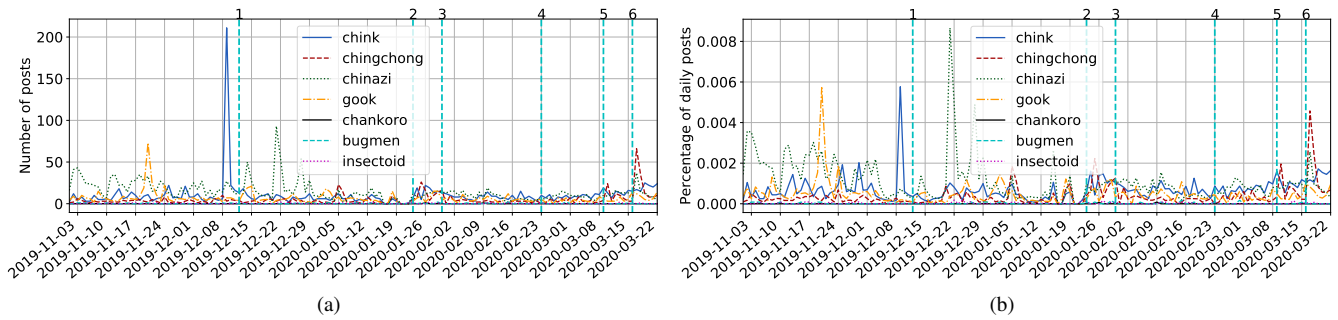 1 2 3 4 5 6
200
150
100
50
0
Number of posts
chink
chingchong
chinazi
gook
chankoro
bugmen
insectoid
2019-11-03
2019-11-10
2019-11-17
2019-11-24
2019-12-01
2019-12-08
2019-12-15
2019-12-22
2019-12-29
2020-01-05
2020-01-12
2020-01-19
2020-01-26
2020-02-02
2020-02-09
2020-02-16
2020-02-23
2020-03-01
2020-03-08
2020-03-15
2020-03-22
(a)
1 2 3 4 5 6
0.008
0.006
0.004
0.002
0.000
Percentage of daily posts
chink
chingchong
chinazi
gook
chankoro
bugmen
insectoid
2019-11-03
2019-11-10
2019-11-17
2019-11-24
2019-12-01
2019-12-08
2019-12-15
2019-12-22
2019-12-29
2020-01-05
2020-01-12
2020-01-19
2020-01-26
2020-02-02
2020-02-09
2020-02-16
2020-02-23
2020-03-01
2020-03-08
2020-03-15
2020-03-22
(b)